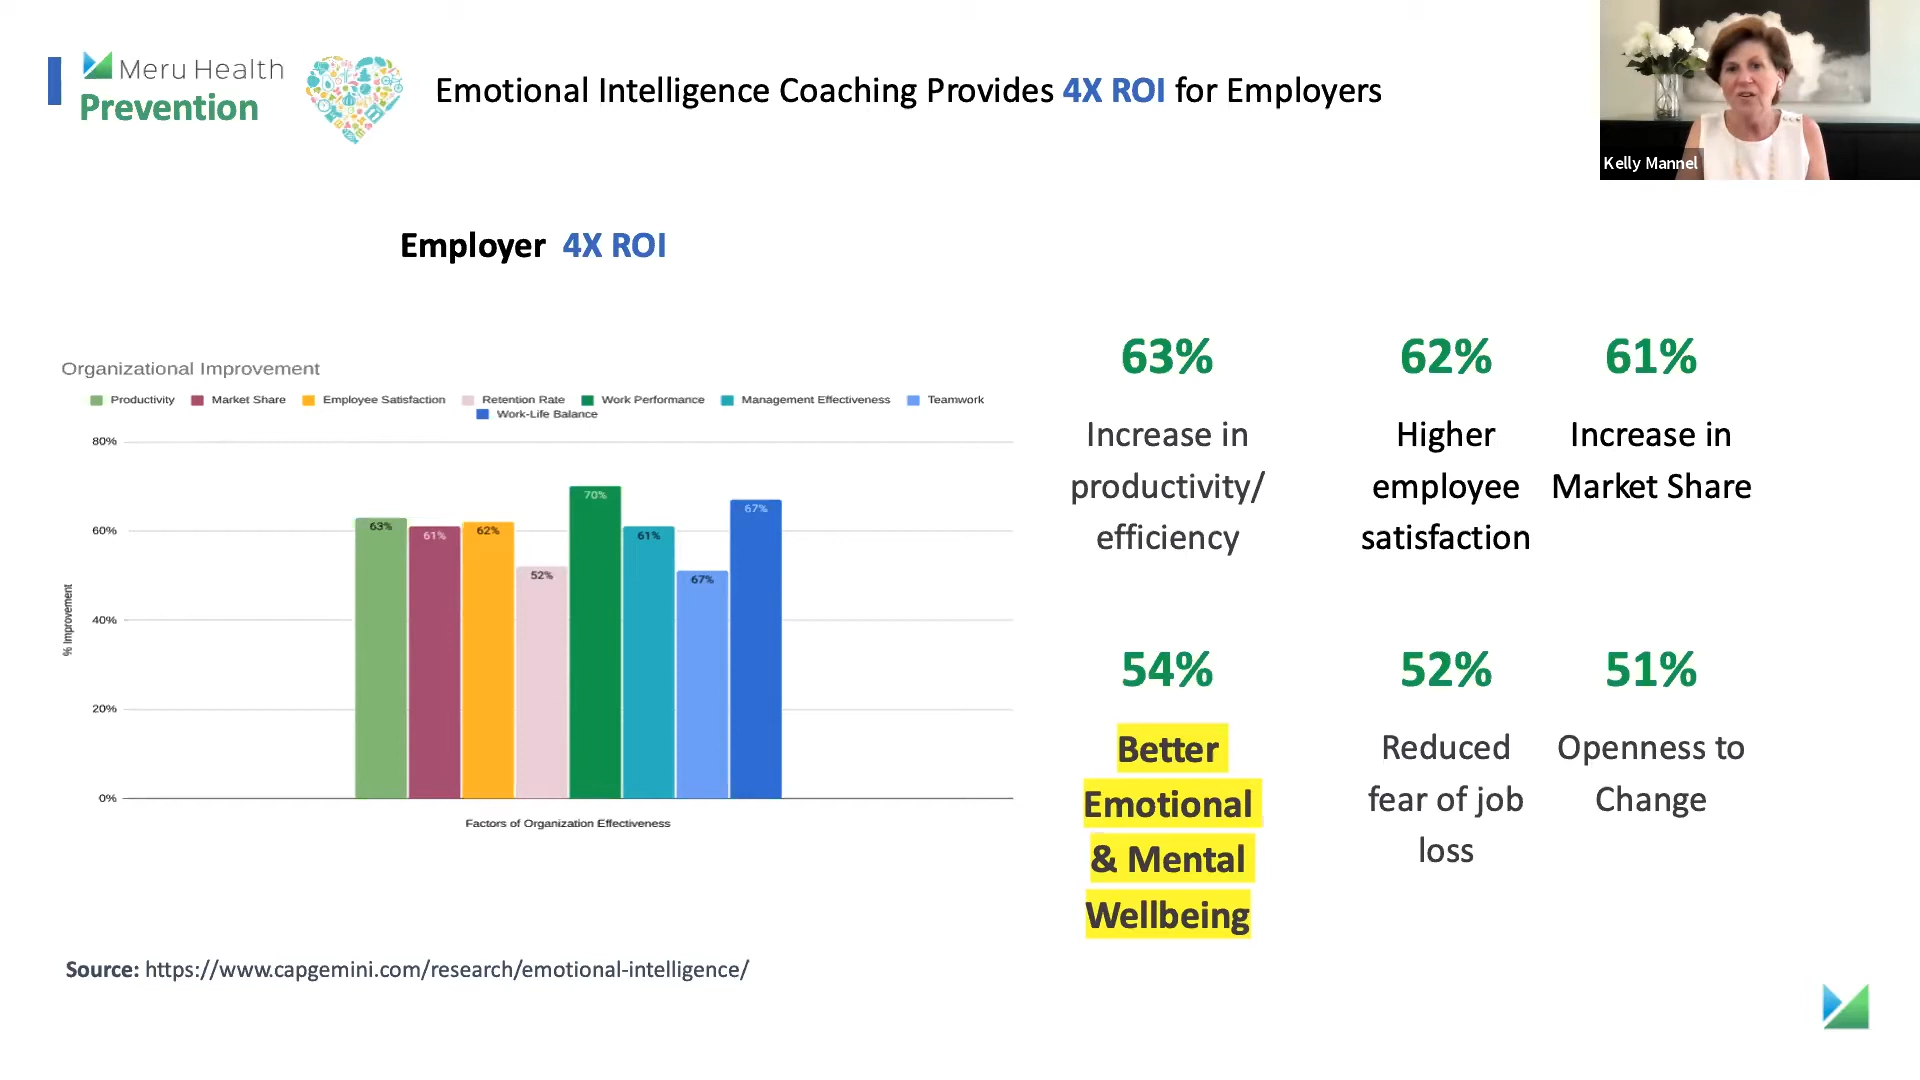 Meru Health
Prevention
Emotional Intelligence Coaching Provides 4X ROI for Employers
Kelly Mannel
Employer 4X ROI
Organizational Improvement
Productivity Market Share Employee Satisfaction Retention Rate Work Performance Management Effectiveness Teamwork
Work-Life Balance
80%
60%
40%
20%
0%
% Improvement
63%
61%
62%
52%
70%
61%
67%
67%
Factors of Organization Effectiveness
63%
Increase in
productivity/
efficiency
62%
Higher
employee
satisfaction
61%
Increase in
Market Share
54%
Better
Emotional
& Mental
Wellbeing
52%
Reduced
fear of job
loss
51%
Openness to
Change
Source: https://www.capgemini.com/research/emotional-intelligence/